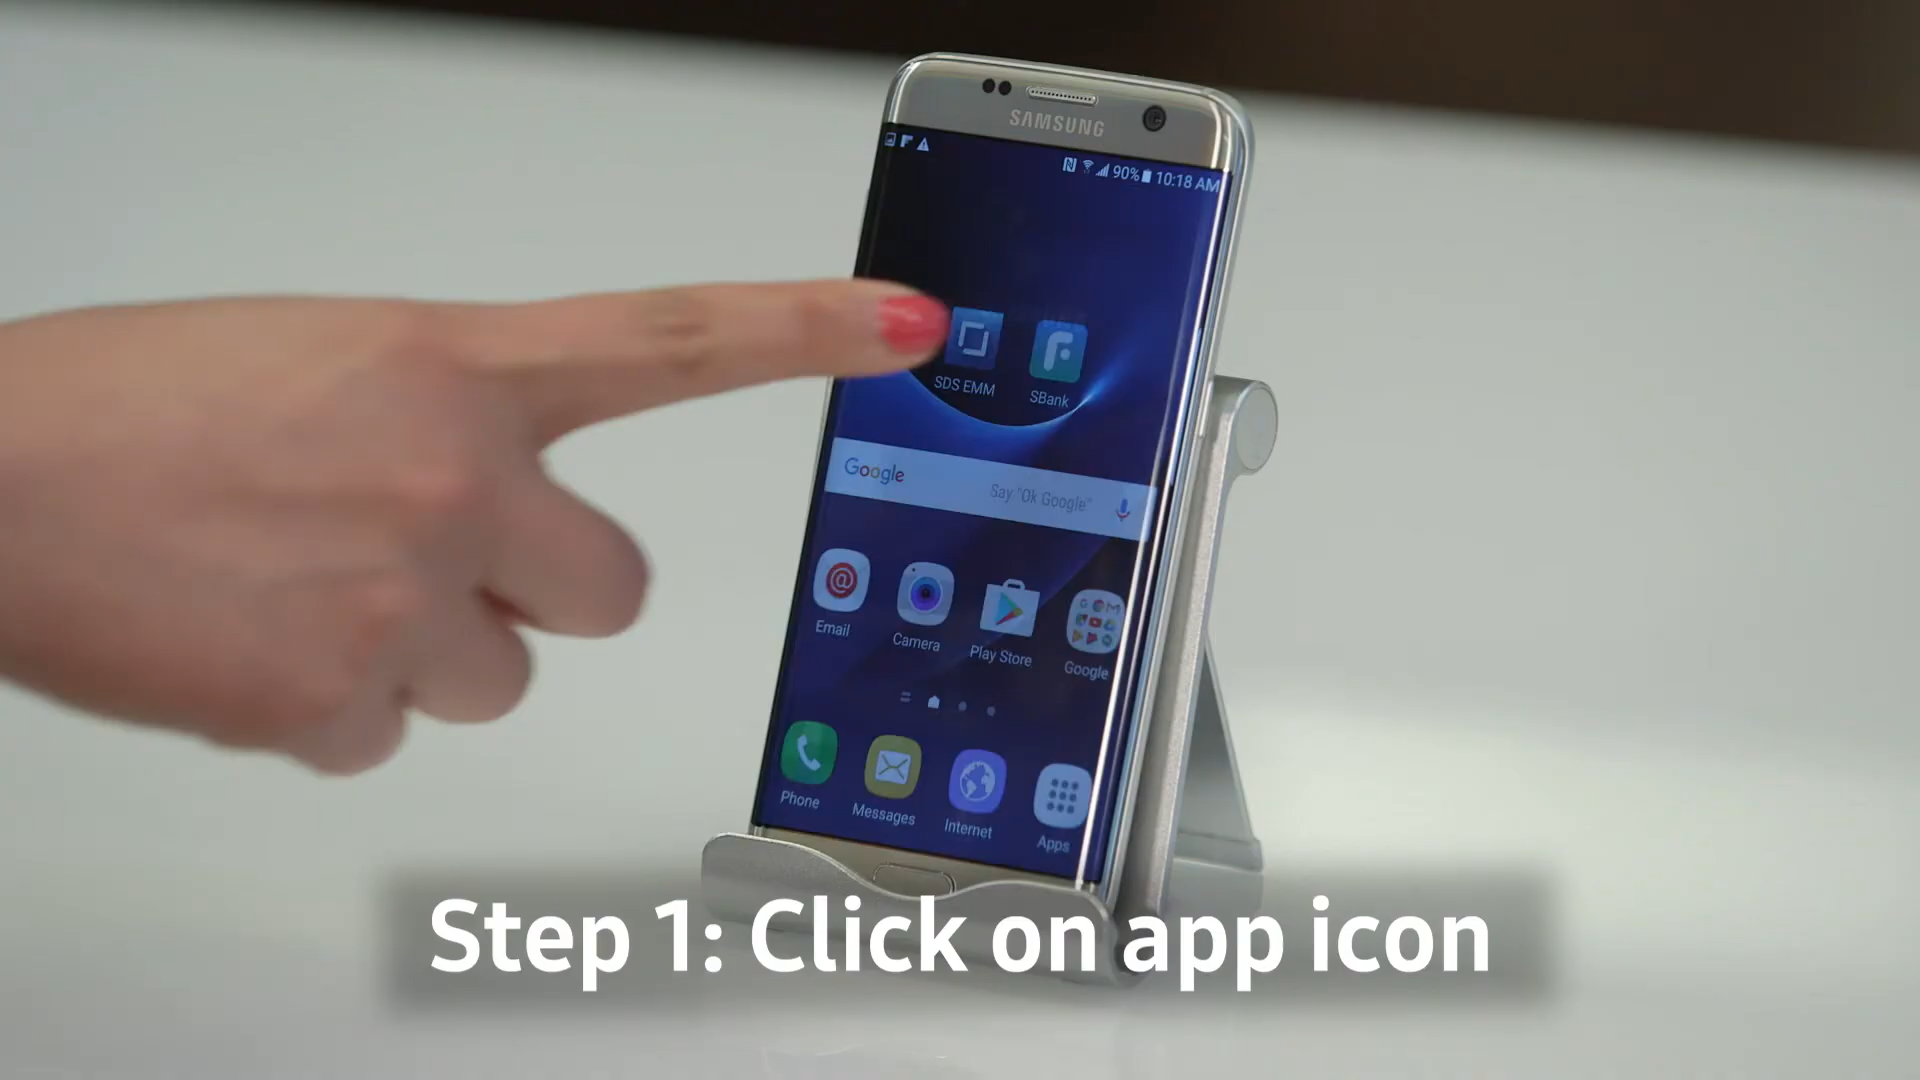 SAMSUNG
90% 10:18 AM
SDS EMM
SBank
Google Say "Ok Google"
Email
Camera
Play Store
Google
Phone
Messages
Internet
Apps
Step 1: Click on app icon